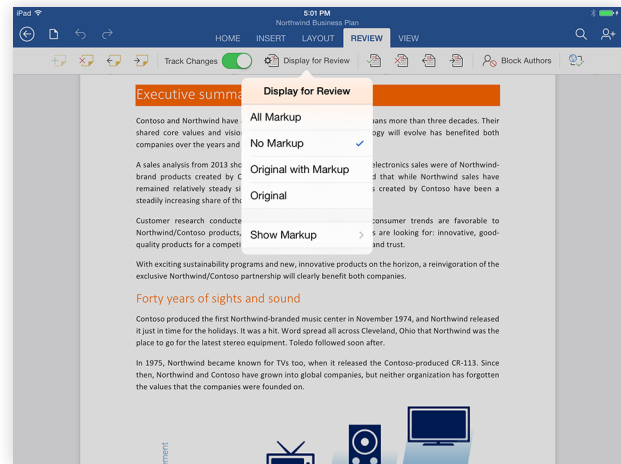 iPad 5:01 PM
Northwind Business Plan
HOME INSERT LAYOUT REVIEW VIEW
Track Changes Display for Review Block Authors
Display for Review
All Markup
No Markup
Original with Markup
Original
Show Markup
Executive summa
Contoso and Northwind have ans more than three decades. Their
shared core values and visio ogy will evolve has benefited both
companies over the years and
A sales analysis from 2013 sho electronics sales were of Northwind-
brand products created by C d that while Northwind sales have
remained relatively steady si s created by Contoso have been a
steadily increasing share of tho
Customer research conducte consumer trends are favorable to
Northwind/Contoso products, s are looking for: innovative, good-
quality products for a competi and trust.
With exciting sustainability programs and new, innovative products on the horizon, a reinvigoration of the
exclusive Northwind/Contoso partnership will clearly benefit both companies.
Forty years of sights and sound
Contoso produced the first Northwind-branded music center in November 1974, and Northwind released
it just in time for the holidays. It was a hit. Word spread all across Cleveland, Ohio that Northwind was the
place to go for the latest stereo equipment. Toledo followed soon after.
In 1975, Northwind became known for TVs too, when it released the Contoso-produced CR-113. Since
then, Northwind and Contoso have grown into global companies, but neither organization has forgotten
the values that the companies were founded on.
ement